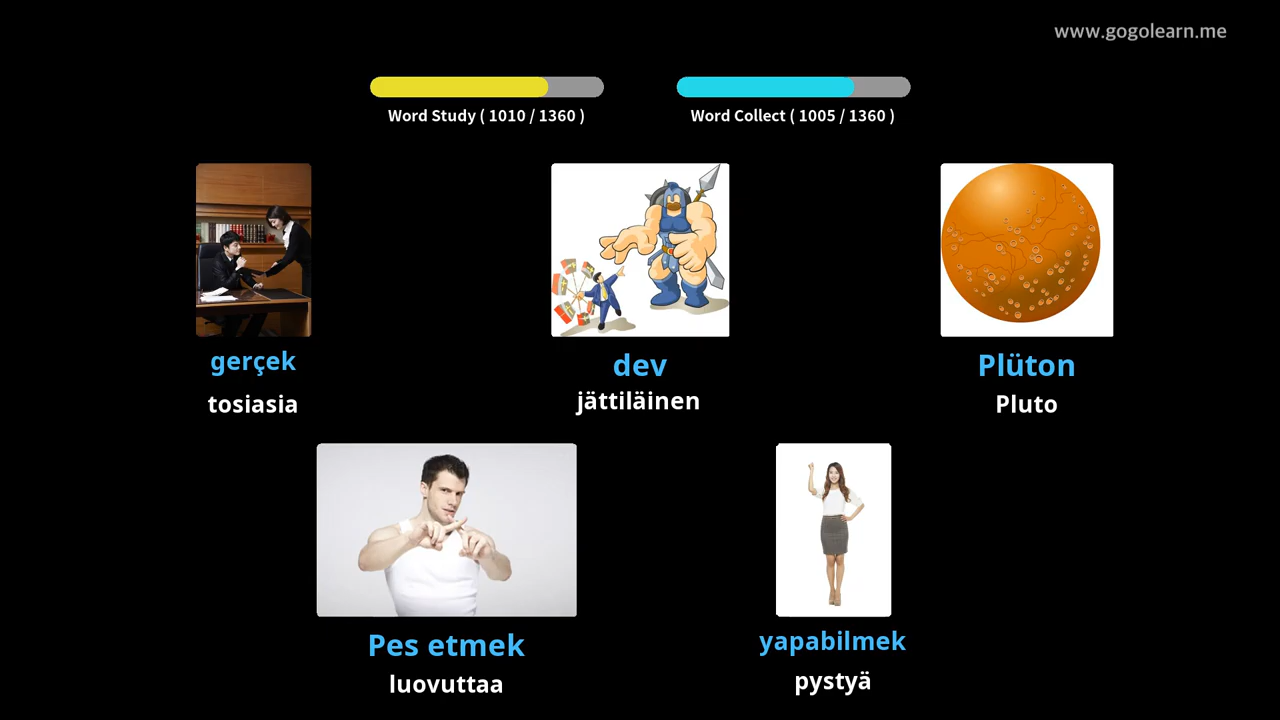 www.gogolearn.me
Word Study ( 1010 / 1360 )
Word Collect ( 1005 / 1360 )
gerçek
tosiasia
dev
jättiläinen
Plüton
Pluto
Pes etmek
luovuttaa
yapabilmek
pystyä